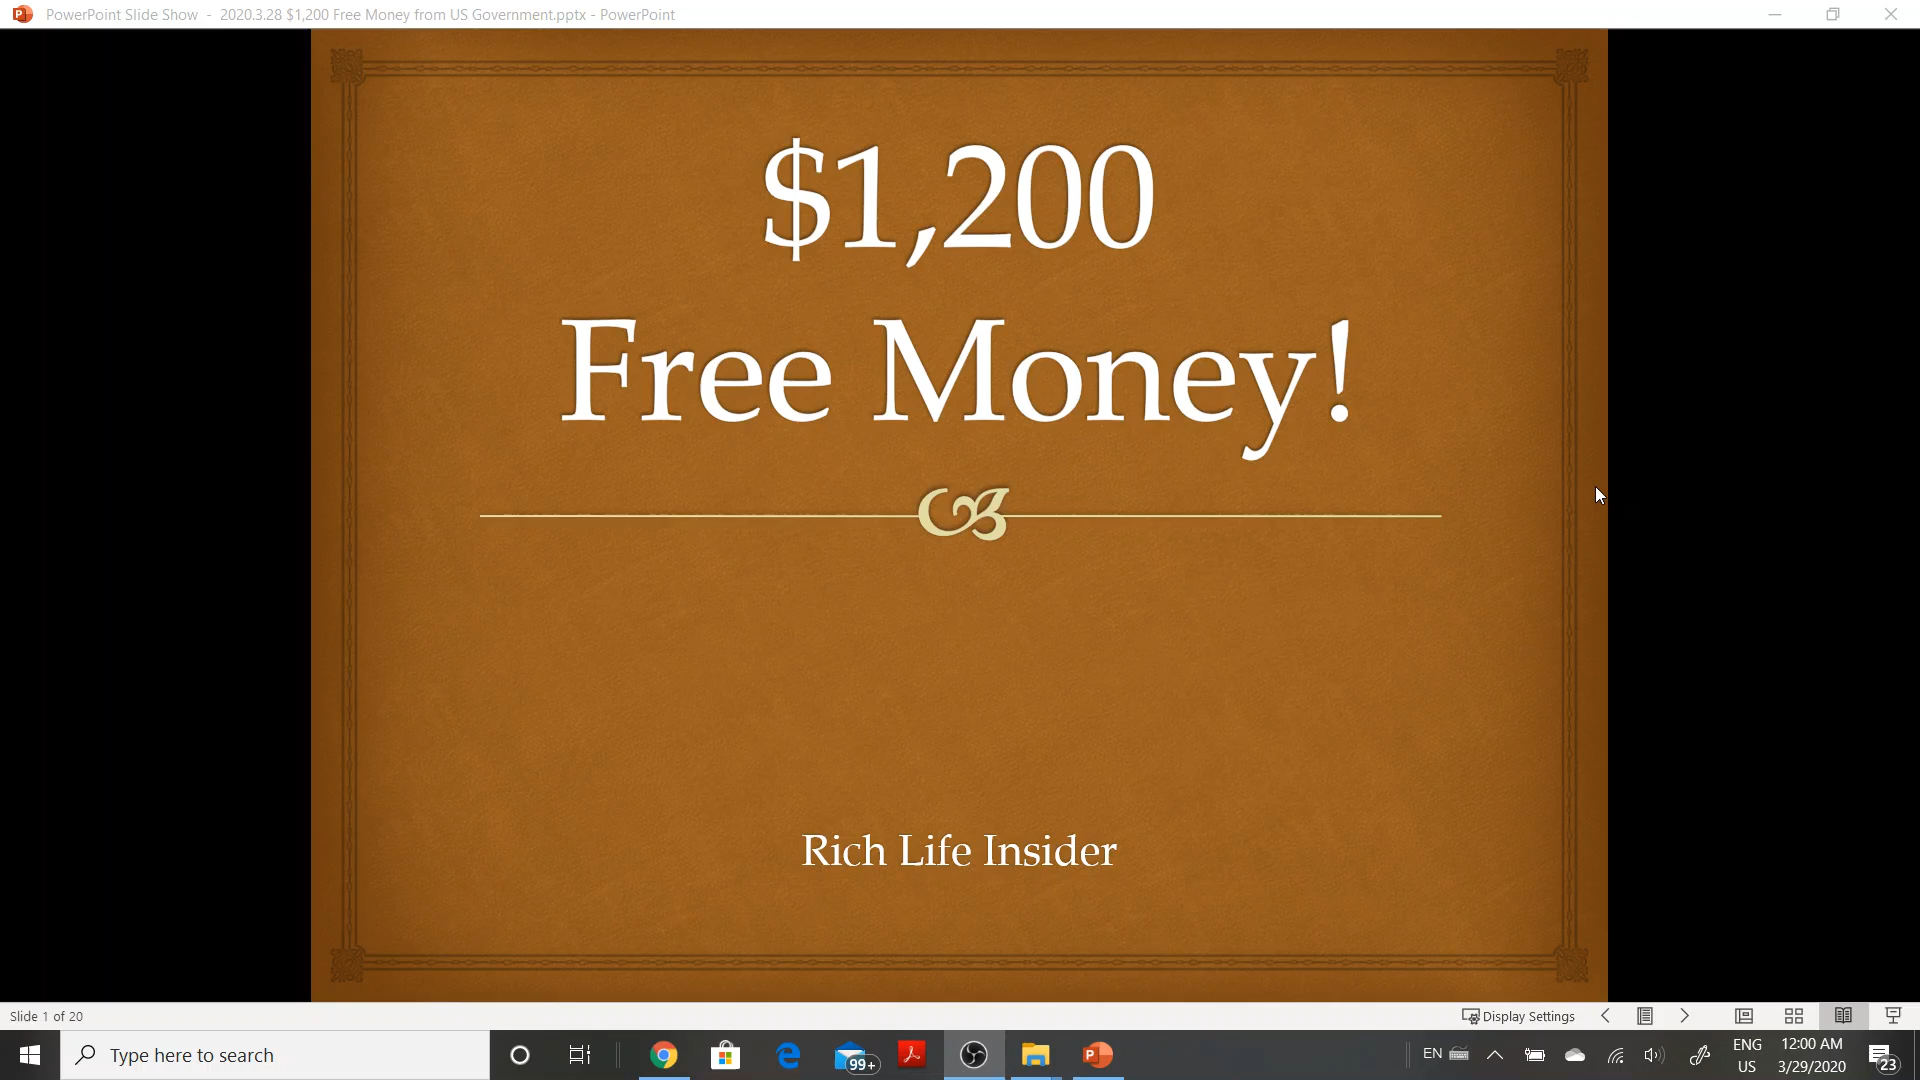 PowerPoint Slide Show - 2020.3.28 $1,200 Free Money from US Government.pptx - PowerPoint
$1,200
Free Money!
Rich Life Insider
Slide 1 of 20
Display Settings
Type here to search
99+
EN
ENG
US
12:00 AM
3/29/2020
23